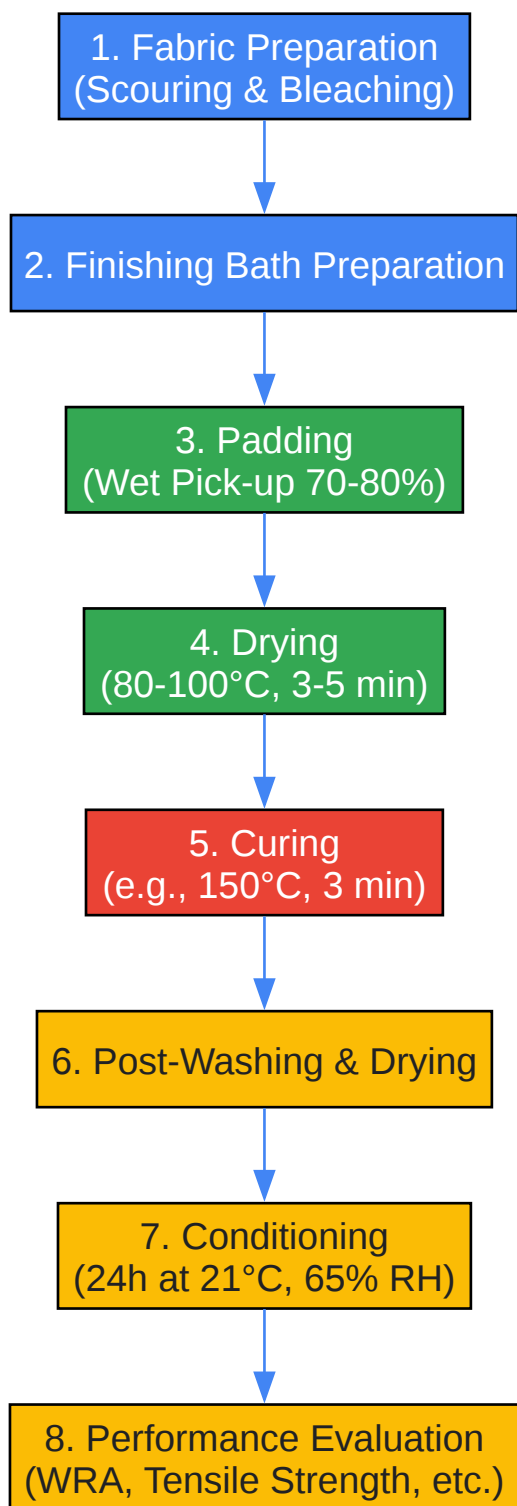 1. Fabric Preparation
(Scouring & Bleaching)
2. Finishing Bath Preparation
3. Padding
(Wet Pick-up 70-80%)
4. Drying
(80-100°C, 3-5 min)
5. Curing
(e.g., 150°C, 3 min)
6. Post-Washing & Drying
7. Conditioning
(24h at 21°C, 65% RH)
8. Performance Evaluation
(WRA, Tensile Strength, etc.)